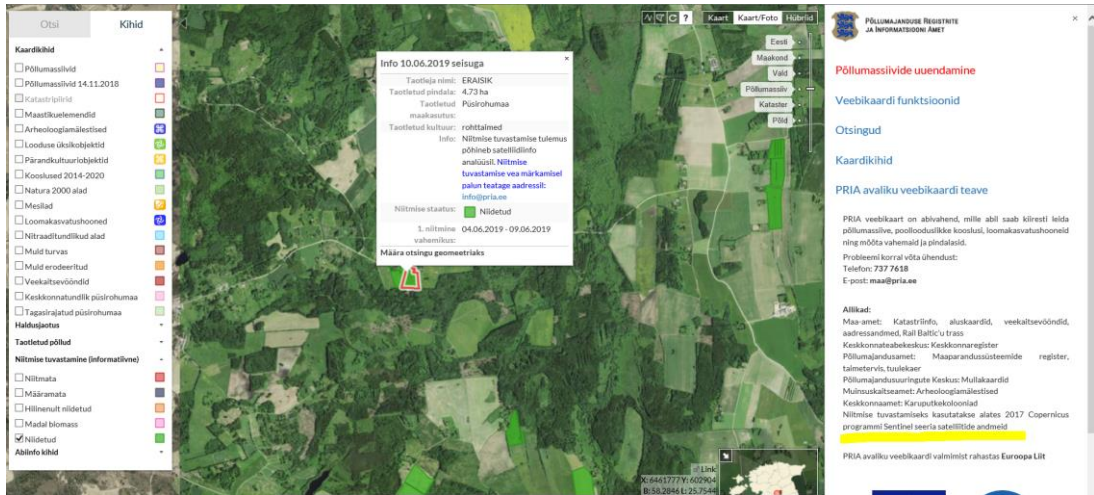 Otsi
Kihid
Kaardikihid
Põllumassiivid
Põllumassiivid 14.11.2018
Katastripiirid
Maastikuelemendid
Arheoloogiamälestised
Looduse üksikobjektid
Pärandkultuuriobjektid
Kooslused 2014-2020
Natura 2000 alad
Mesilad
Loomakasvatushooned
Nitraaditundlikud alad
Muld turvas
Muld erodeeritud
Veekaitsevööndid
Keskkonnatundlik püsirohumaa
Tagasirajatud püsirohumaa
Haldusjaotus
Taotletud põllud
Niitmise tuvastamine (informatiivne)
Niitmata
Määramata
Hilinenult niidetud
Madal biomass
Niidetud
Abiinfo kihid
Info 10.06.2019 seisuga
×
Taotleja nimi: ERAISIK
Taotletud pindala: 4.73 ha
Taotletud Püsirohumaa
maakasutus:
Taotletud kultuur: rohttaimed
Info: Niitmise tuvastamise tulemus
põhineb satelliidiinfo
analüüsil. Niitmise
tuvastamise vea märkamisel
palun teatage aadressil:
info@pria.ee
Niitmise staatus: Niidetud
1. niitmine 04.06.2019 - 09.06.2019
vahemikus:
Määra otsingu geomeetriaks
?
Kaart Kaart/Foto Hübriid
Eesti
Maakond
Vald
Põllumassiiv
Kataster
Põld
Link
X: 6461777 Y: 602904
B: 58.2846 L: 25.7544
Põllumajanduse Registrite
ja Informatsiooni Amet
×
Põllumassiivide uuendamine
Veebikaardi funktsioonid
Otsingud
Kaardikihid
PRIA avaliku veebikaardi teave
PRIA veebikaart on abivahend, mille abil saab kiiresti leida
põllumassiive, poollooduslikke kooslusi, loomakasvatushooneid
ning mõõta vahemaid ja pindalasid.
Probleemi korral võta ühendust:
Telefon: 737 7618
E-post: maa@pria.ee
Allikad:
Maa-amet: Katastriinfo, aluskaardid, veekaitsevööndid,
aadressandmed, Rail Baltic'u trass
Keskkonnateabekeskus: Keskkonnaregister
Põllumajandusamet: Maaparandussüsteemide register,
taimetervis, tuulekaer
Põllumajandusuuringute Keskus: Mullakaardid
Muinsuskaitseamet: Arheoloogiamälestised
Keskkonnaamet: Karuputkekolooniad
Niitmise tuvastamiseks kasutatakse alates 2017 Copernicus
programmi Sentinel seeria satelliitide andmeid
PRIA avaliku veebikaardi valmimist rahastas Euroopa Liit